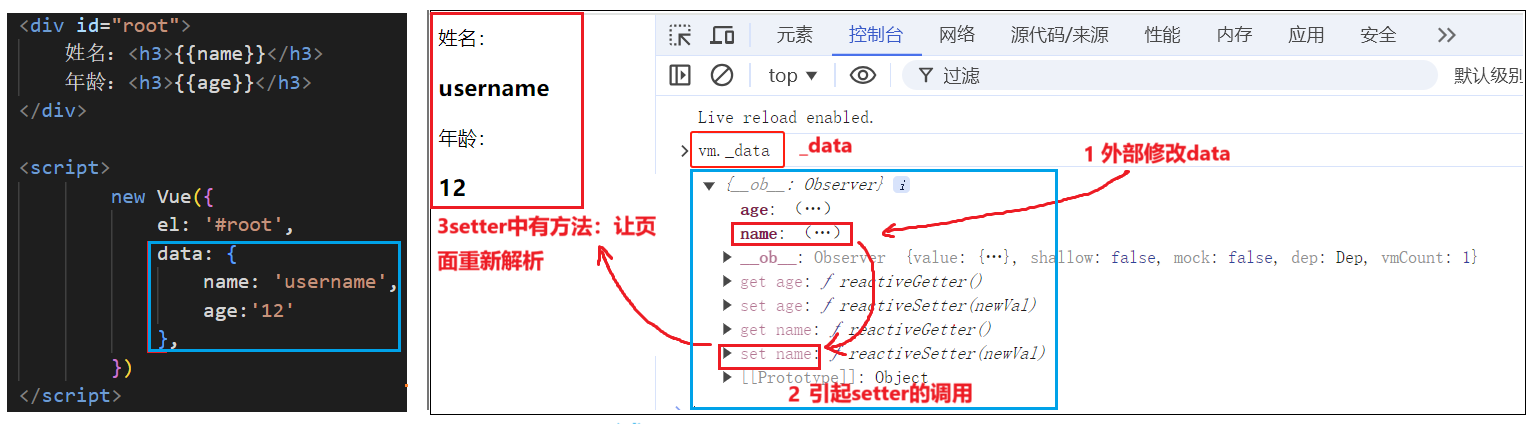 <div id="root">
姓名：<h3>{{name}}</h3>
年龄：<h3>{{age}}</h3>
</div>
<script>
new Vue({
el: '#root',
data: {
name: 'username',
age:'12'
},
})
</script>
姓名：
username
年龄：
12
3setter中有方法：让页
面重新解析
元素 控制台 网络 源代码/来源 性能 内存 应用 安全 >>
top ▼ 过滤 默认级别
Live reload enabled.
> vm._data _data
1 外部修改data
▼ {__ob__: Observer} i
age: (…)
name: (…)
▶ __ob__: Observer {value: {…}, shallow: false, mock: false, dep: Dep, vmCount: 1}
▶ get age: ƒ reactiveGetter()
▶ set age: ƒ reactiveSetter(newVal)
▶ get name: ƒ reactiveGetter()
▶ set name: ƒ reactiveSetter(newVal)
▶ [[Prototype]]: Object
2 引起setter的调用